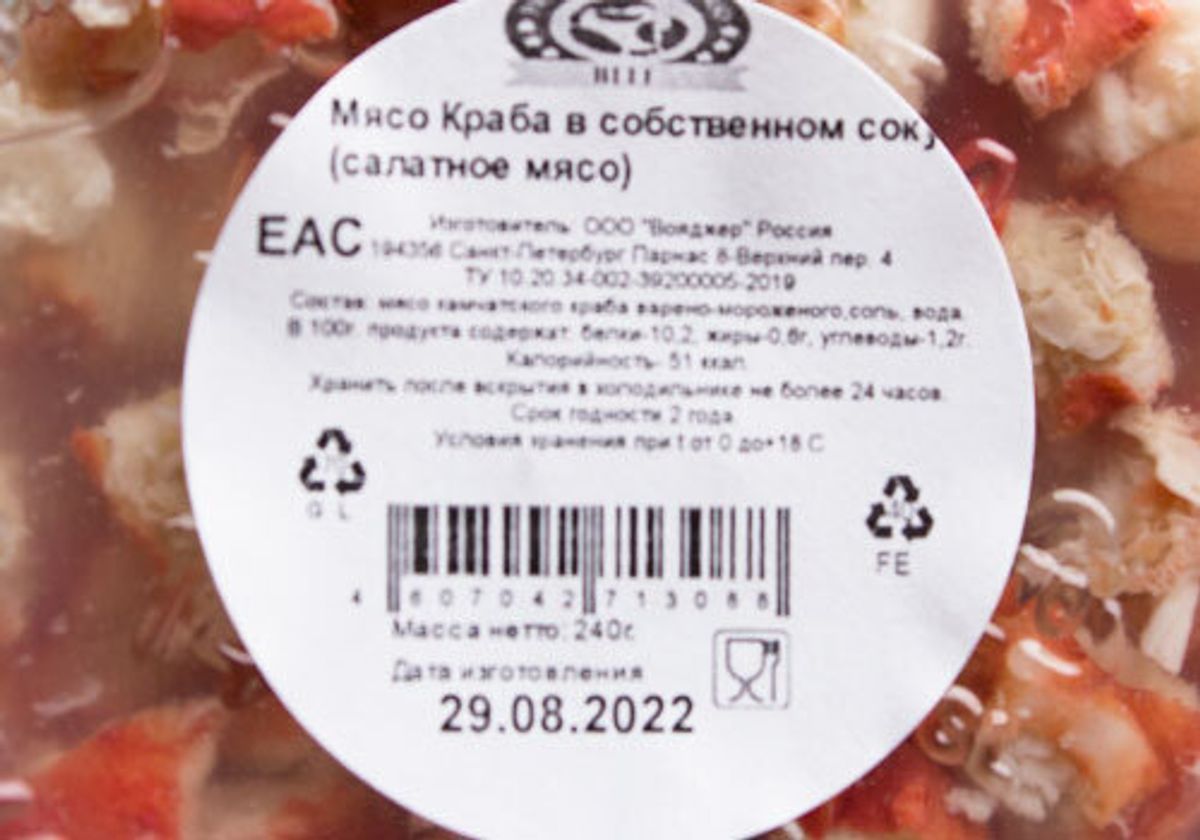 Мясо Краба в собственном соку
(салатное мясо)
EAC
Изготовитель: ООО "Вояджер" Россия
194356 Санкт-Петербург Парнас 8-Верхний пер. 4
ТУ 10.20.34-002-39200005-2019
Состав: мясо камчатского краба варено-мороженого,соль, вода.
В 100г. продукта содержат: белки-10,2, жиры-0,6г, углеводы-1,2г.
Калорийность- 51 ккал.
Хранить после вскрытия в холодильнике не более 24 часов.
Срок годности 2 года.
Условия хранения при t от 0 до+18 С
G L
FE
4 607042 713088
Масса нетто: 240г.
Дата изготовления
29.08.2022